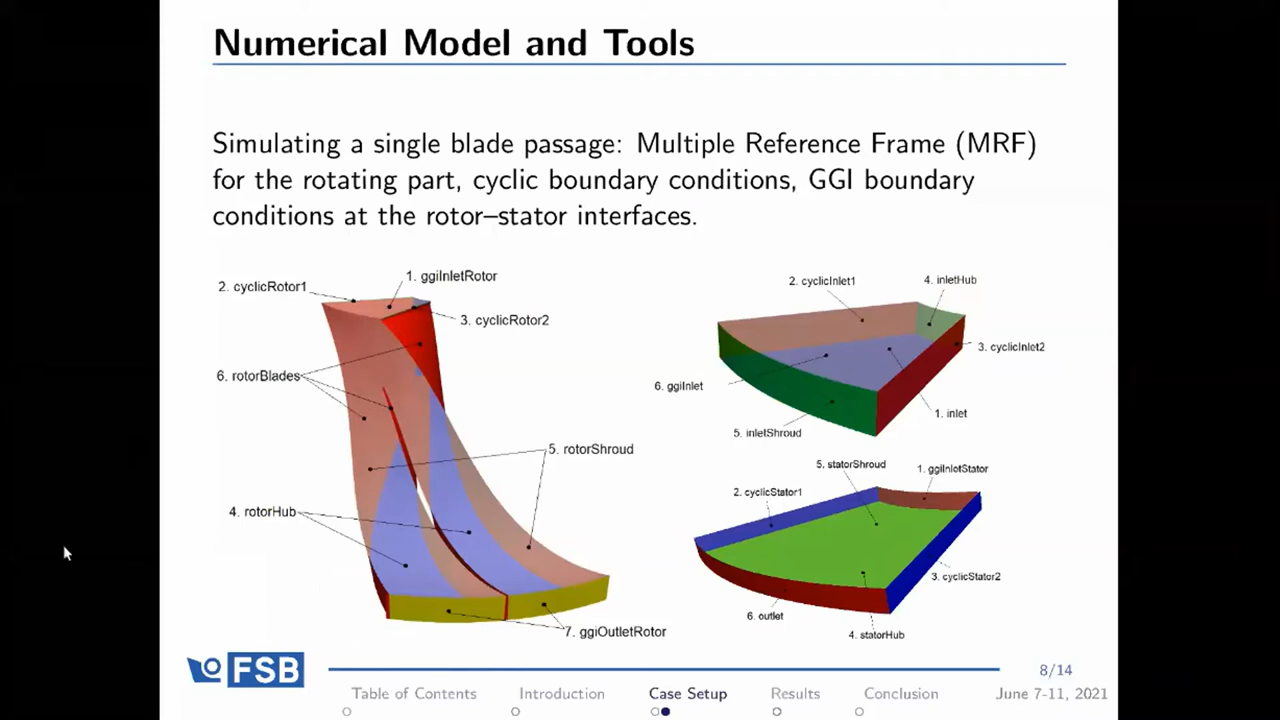 Numerical Model and Tools
Simulating a single blade passage: Multiple Reference Frame (MRF)
for the rotating part, cyclic boundary conditions, GGI boundary
conditions at the rotor–stator interfaces.
1. ggiInletRotor
2. cyclicRotor1
3. cyclicRotor2
6. rotorBlades
5. rotorShroud
4. rotorHub
7. ggiOutletRotor
2. cyclicInlet1
4. inletHub
3. cyclicInlet2
6. ggiInlet
1. inlet
5. inletShroud
5. statorShroud
1. ggiInletStator
2. cyclicStator1
3. cyclicStator2
6. outlet
4. statorHub
FSB
8/14
Table of Contents Introduction Case Setup Results Conclusion June 7-11, 2021